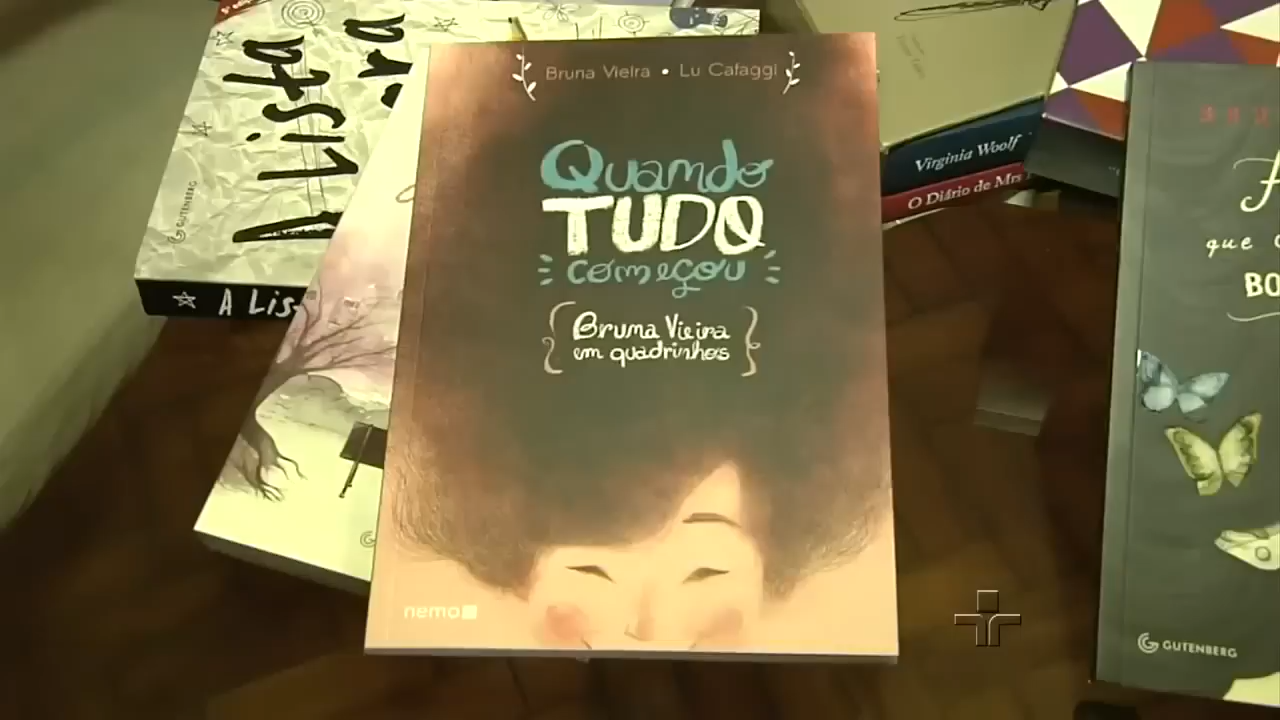 A Lista
GUTENBERG
A LIS
Bruna Vieira • Lu Cafaggi
Quando
TUDO
começou
Bruna Vieira
em quadrinhos
nemo
Virginia Woolf
O Diário de Mrs
que
BO
GUTENBERG